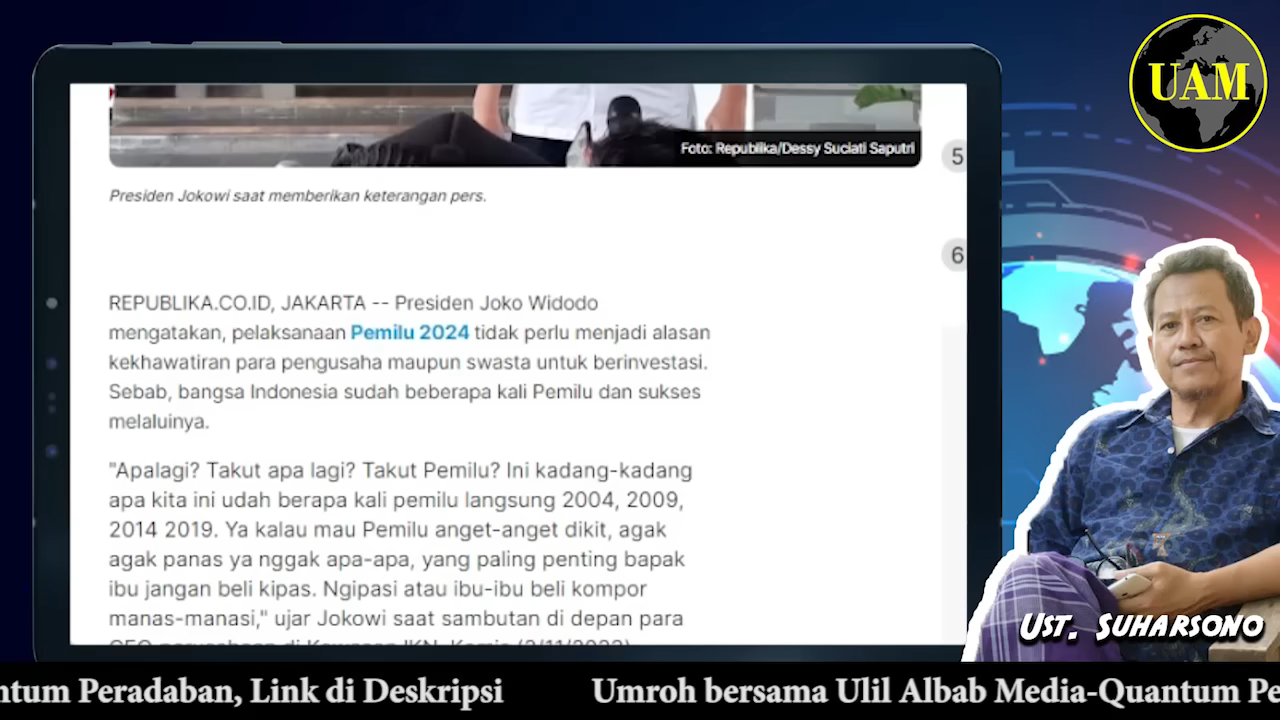 UAM
Foto: Republika/Dessy Suciati Saputri
5
Presiden Jokowi saat memberikan keterangan pers.
6
REPUBLIKA.CO.ID, JAKARTA -- Presiden Joko Widodo
mengatakan, pelaksanaan Pemilu 2024 tidak perlu menjadi alasan
kekhawatiran para pengusaha maupun swasta untuk berinvestasi.
Sebab, bangsa Indonesia sudah beberapa kali Pemilu dan sukses
melaluinya.
"Apalagi? Takut apa lagi? Takut Pemilu? Ini kadang-kadang
apa kita ini udah berapa kali pemilu langsung 2004, 2009,
2014 2019. Ya kalau mau Pemilu anget-anget dikit, agak
agak panas ya nggak apa-apa, yang paling penting bapak
ibu jangan beli kipas. Ngipasi atau ibu-ibu beli kompor
manas-manasi," ujar Jokowi saat sambutan di depan para
UST. SUHARSONO
ntum Peradaban, Link di Deskripsi
Umroh bersama Ulil Albab Media-Quantum Pe